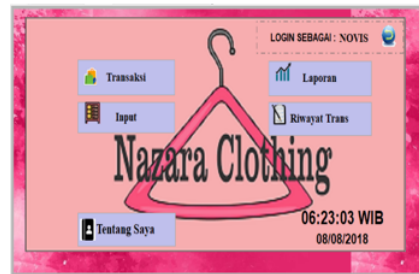 LOGIN SEBAGAI : NOVIS
Transaksi
Laporan
Input
Riwayat Trans
Nazara Clothing
Tentang Saya
06:23:03 WIB
08/08/2018